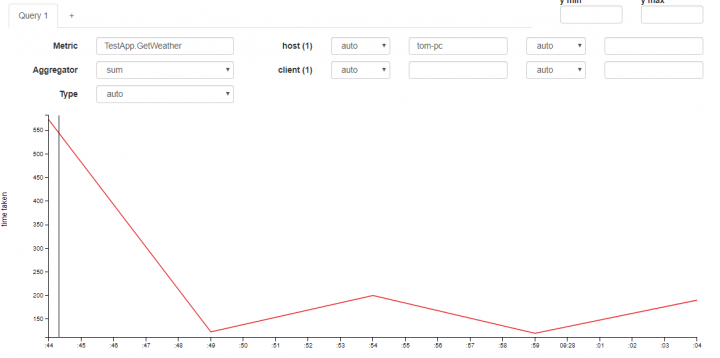 y min y max
Query 1 +
Metric TestApp.GetWeather host (1) auto tom-pc auto
Aggregator sum client (1) auto auto
Type auto
550
500
450
400
350
300
250
200
150
time taken
:44 :45 :46 :47 :48 :49 :50 :51 :52 :53 :54 :55 :56 :57 :58 :59 09:28 :01 :02 :03 :04